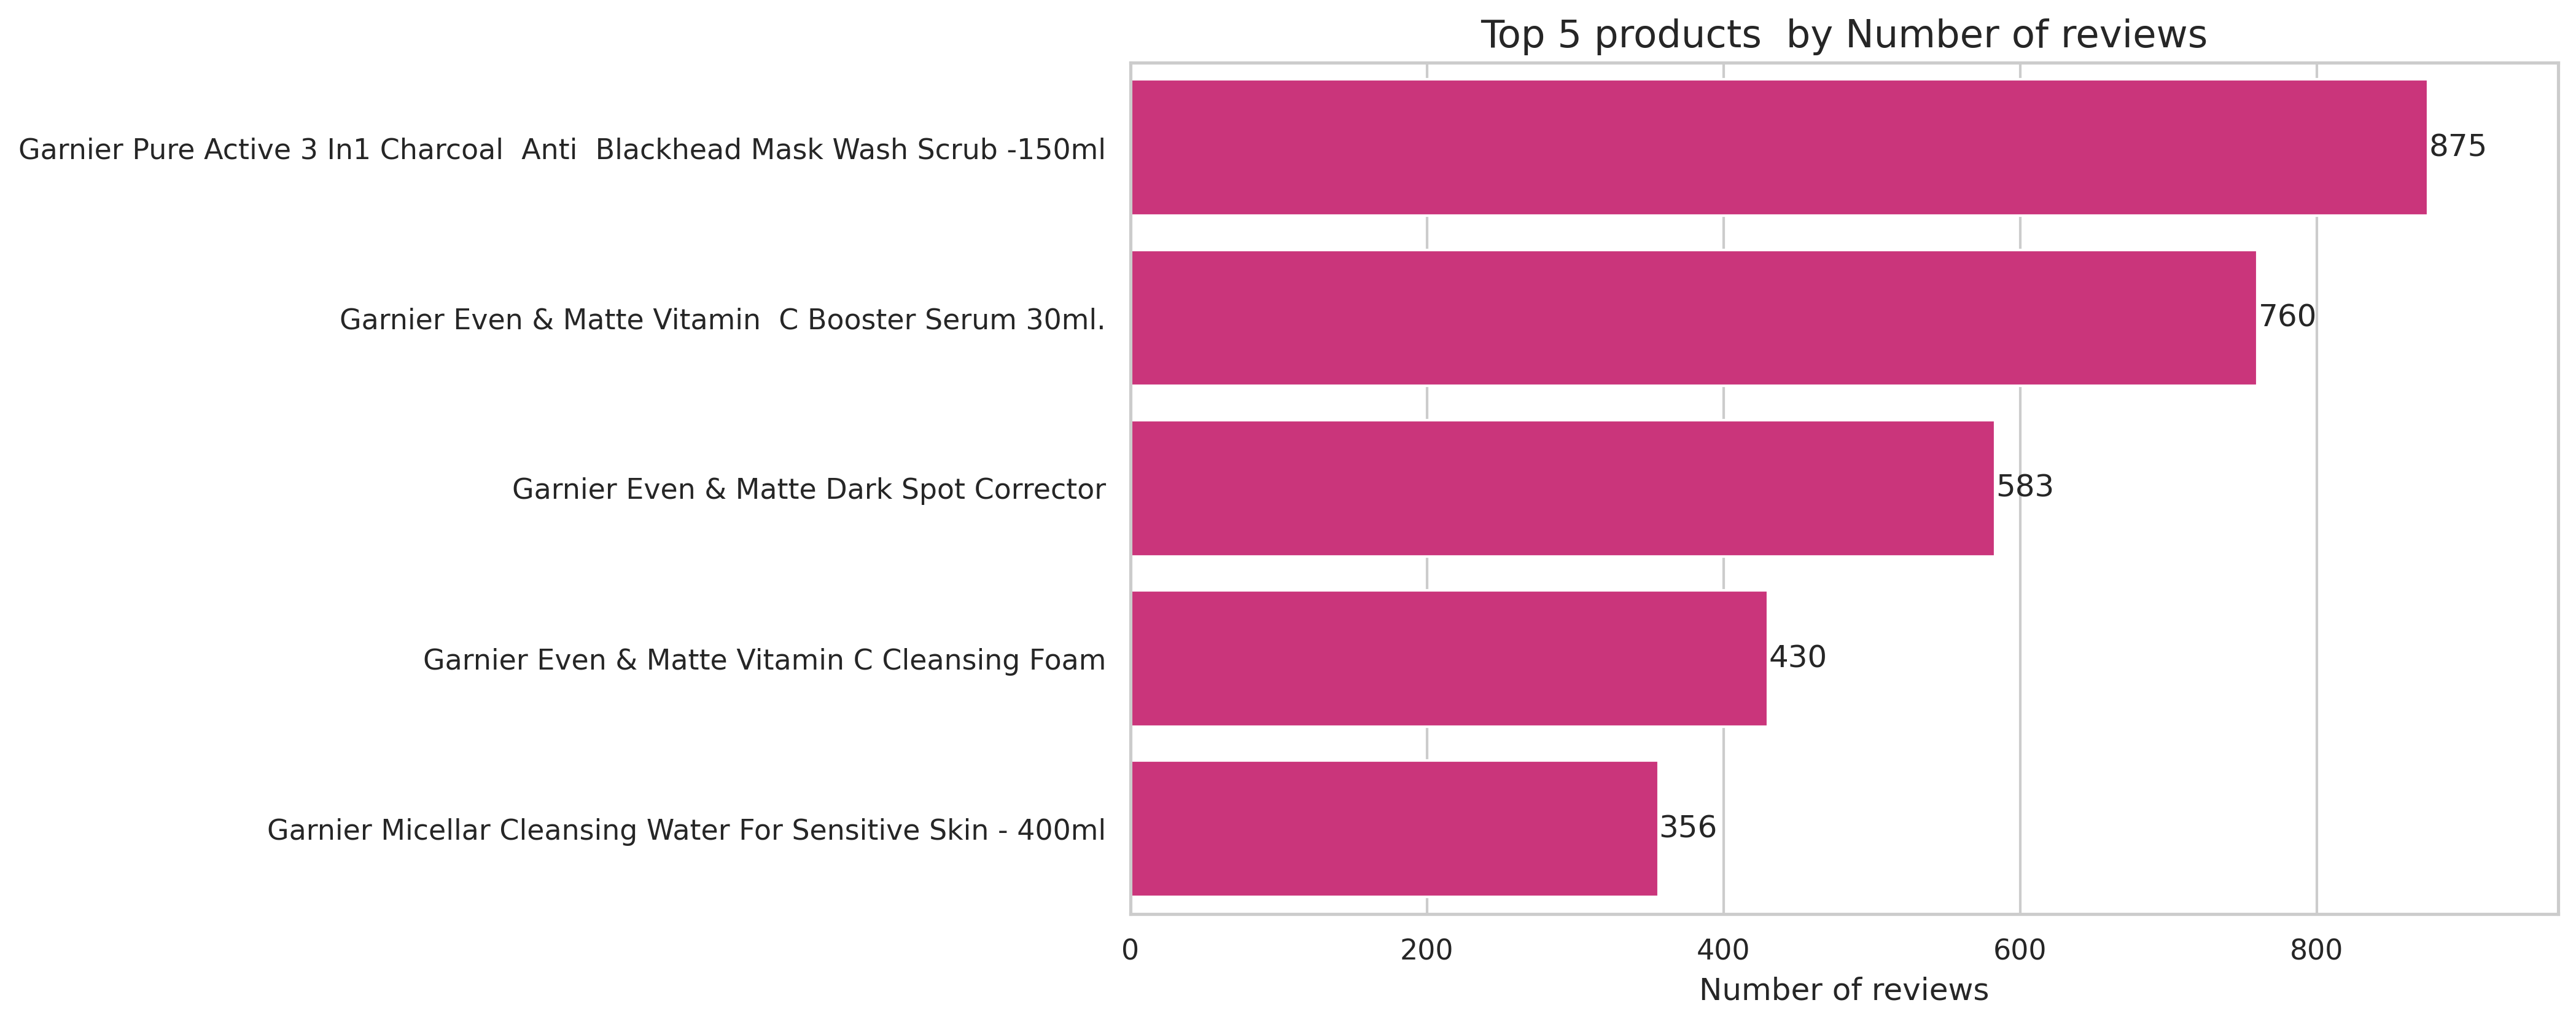 Top 5 products  by Number of reviews
Garnier Pure Active 3 In1 Charcoal  Anti  Blackhead Mask Wash Scrub -150ml
875
Garnier Even & Matte Vitamin  C Booster Serum 30ml.
760
Garnier Even & Matte Dark Spot Corrector
583
Garnier Even & Matte Vitamin C Cleansing Foam
430
Garnier Micellar Cleansing Water For Sensitive Skin - 400ml
356
0 200 400 600 800
Number of reviews